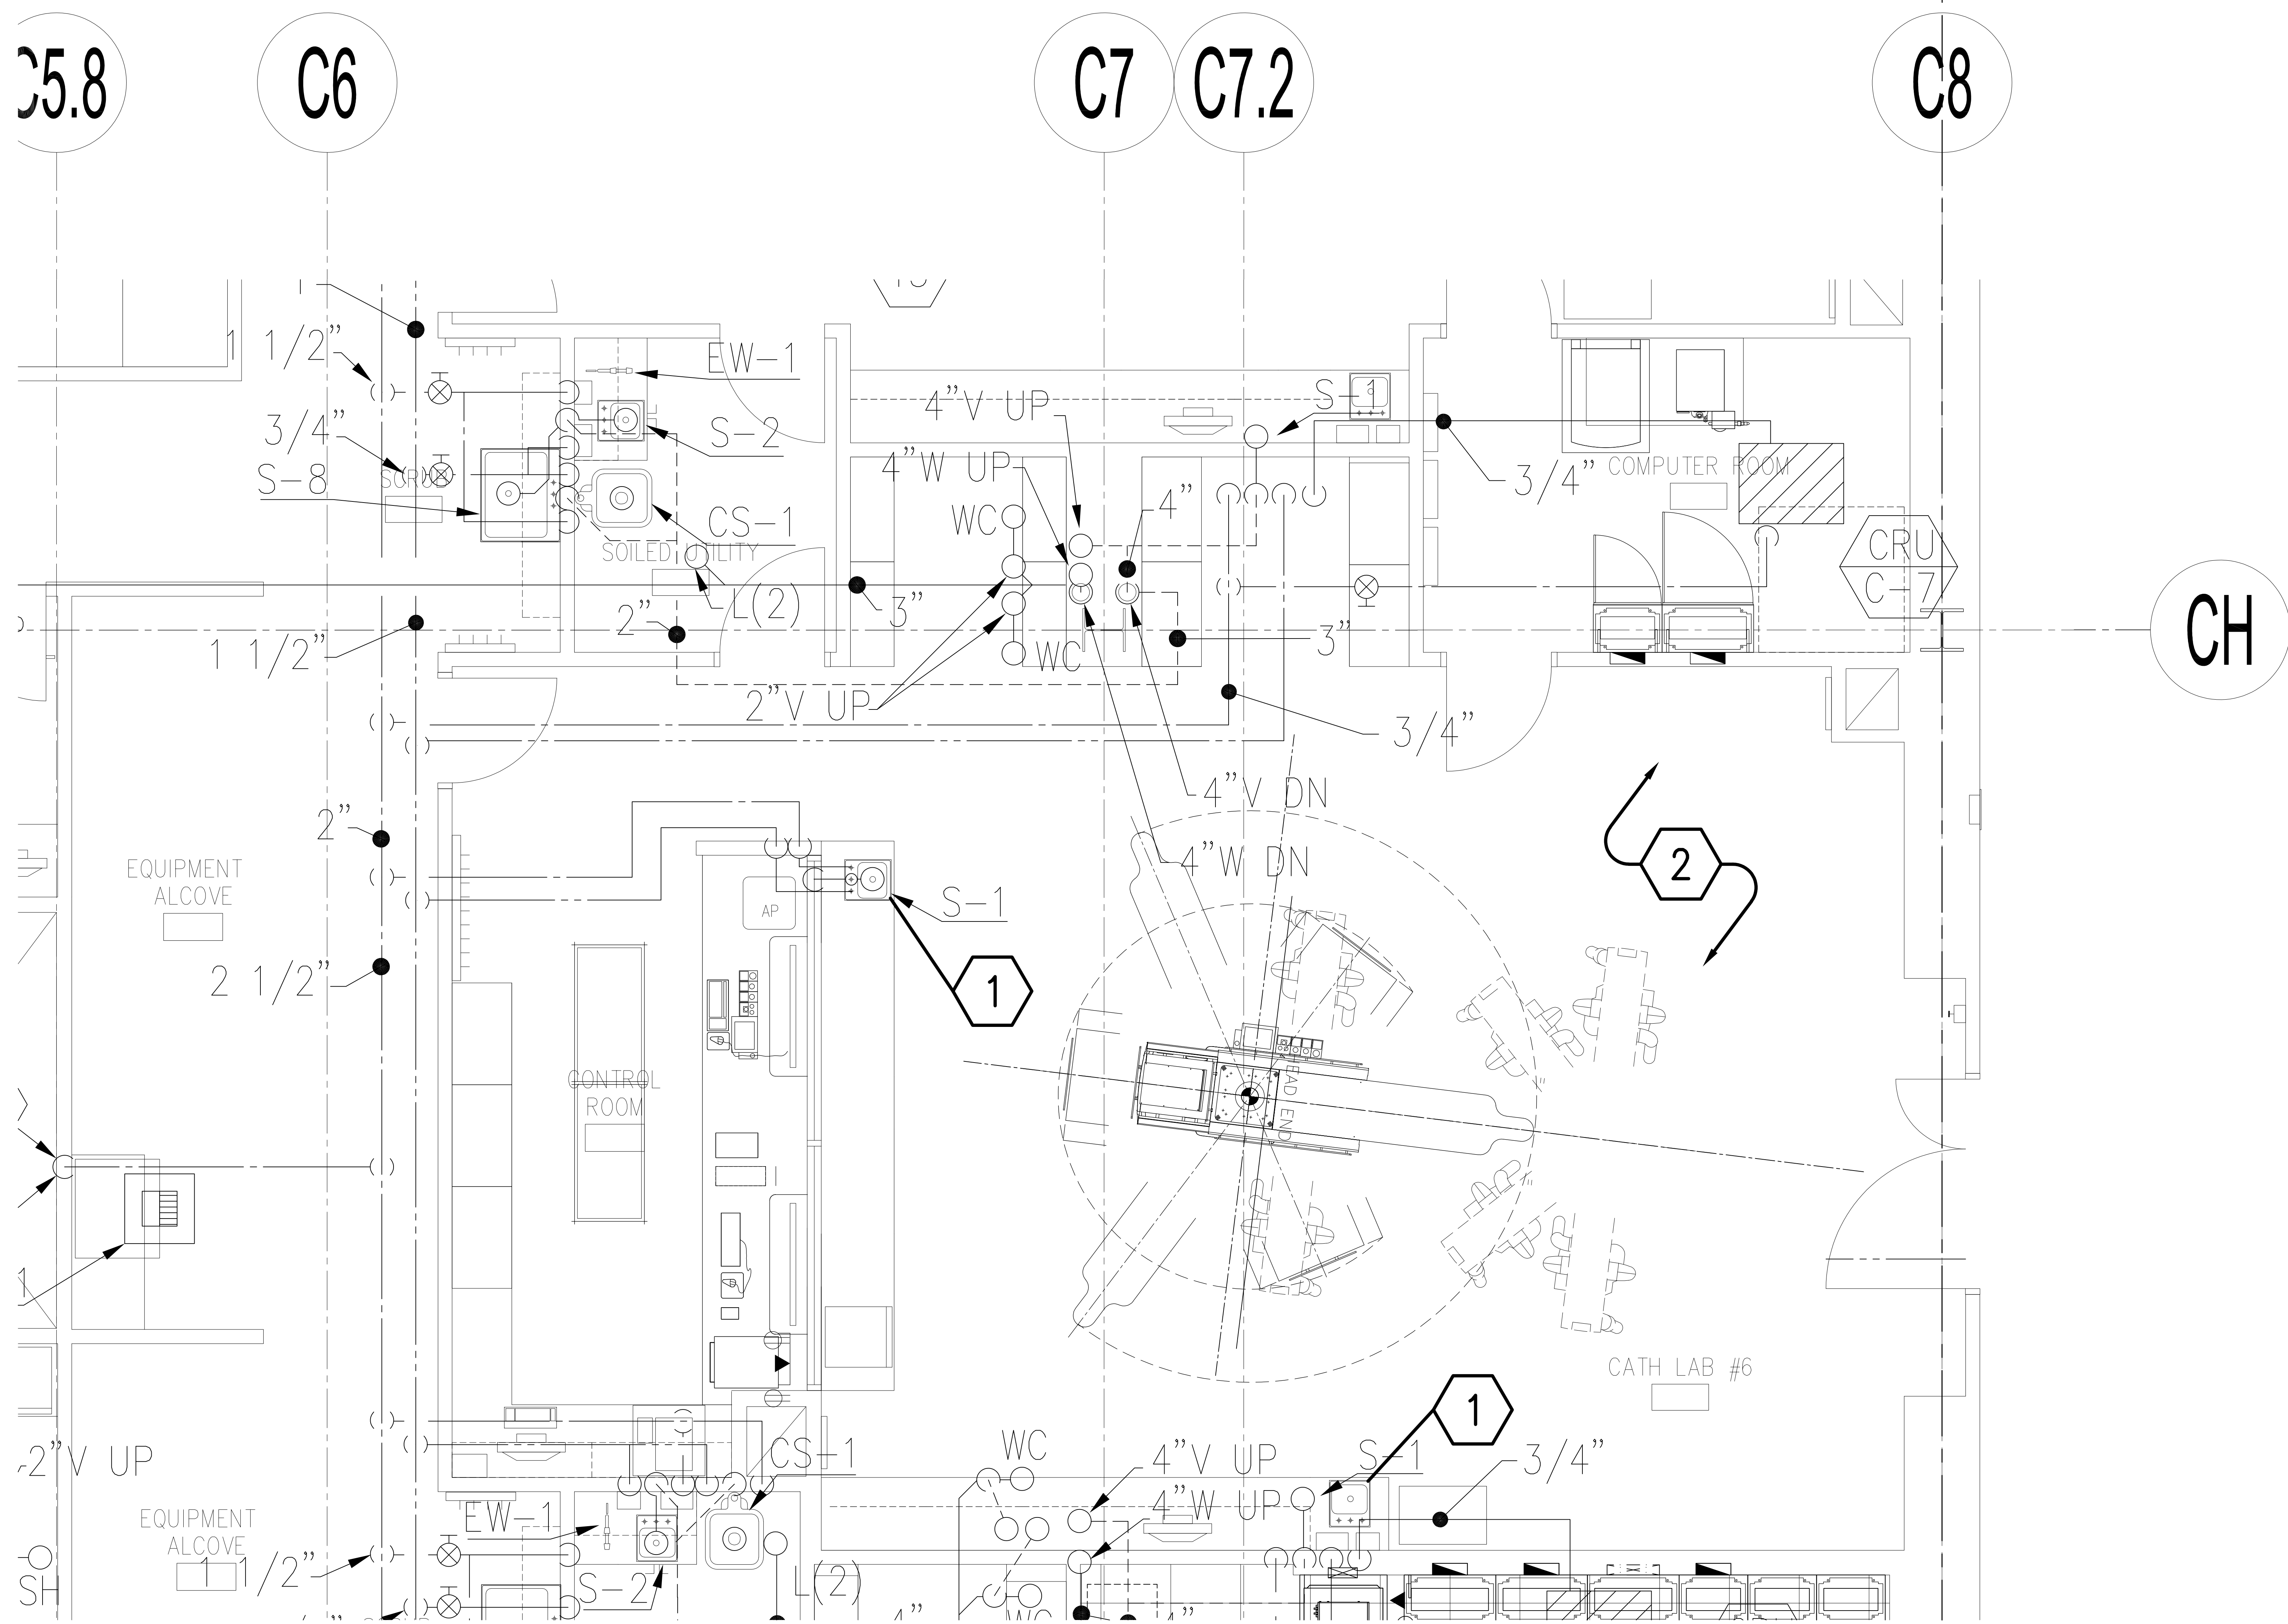 C5.8
C6
C7
C7.2
C8
1 1/2"
EW-1
4"V UP
S-1
3/4"
S-2
S-8
SCRUB
4"W UP
COMPUTER ROOM
3/4"
WC
4"
CS-1
SOILED UTILITY
CRU
C-7
L(2)
3"
2"
CH
3"
1 1/2"
WC
2"V UP
3/4"
4"V DN
2"
4"W DN
2
EQUIPMENT
ALCOVE
AP
S-1
2 1/2"
1
CONTROL
ROOM
HEAD END
1
CATH LAB #6
1
2"V UP
CS-1
WC
4"V UP
S-1
3/4"
4"W UP
EW-1
EQUIPMENT
ALCOVE
1 1/2"
SH
S-2
L(2)
WC
4"
4"